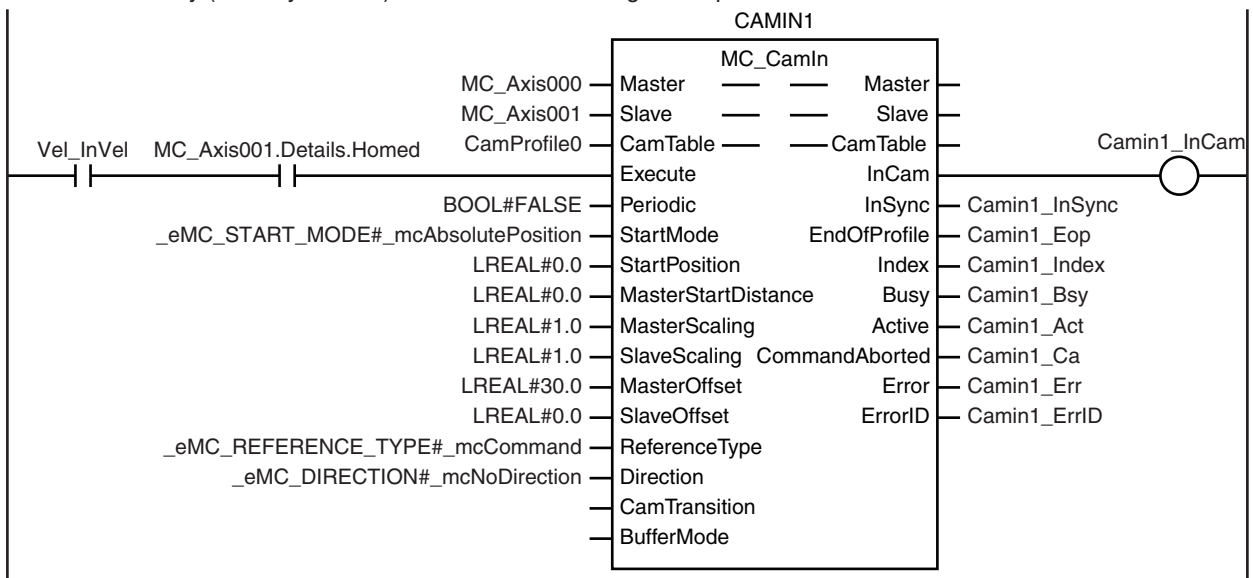 CAMIN1
MC_CamIn
MC_Axis000 Master Master
MC_Axis001 Slave Slave
CamProfile0 CamTable CamTable
Vel_InVel MC_Axis001.Details.Homed Execute InCam Camin1_InCam
BOOL#FALSE Periodic InSync Camin1_InSync
_eMC_START_MODE#_mcAbsolutePosition StartMode EndOfProfile Camin1_Eop
LREAL#0.0 StartPosition Index Camin1_Index
LREAL#0.0 MasterStartDistance Busy Camin1_Bsy
LREAL#1.0 MasterScaling Active Camin1_Act
LREAL#1.0 SlaveScaling CommandAborted Camin1_Ca
LREAL#30.0 MasterOffset Error Camin1_Err
LREAL#0.0 SlaveOffset ErrorID Camin1_ErrID
_eMC_REFERENCE_TYPE#_mcCommand ReferenceType
_eMC_DIRECTION#_mcNoDirection Direction
CamTransition
BufferMode